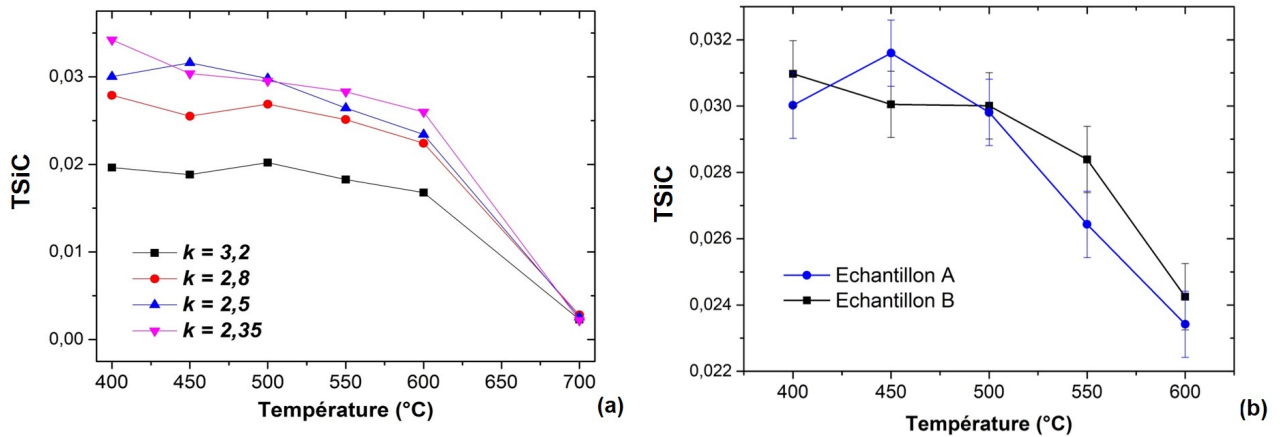 TSiC
0,03
0,02
0,01
0,00
k = 3,2
k = 2,8
k = 2,5
k = 2,35
400 450 500 550 600 650 700
Température (°C)
(a)
TSiC
0,032
0,030
0,028
0,026
0,024
0,022
Echantillon A
Echantillon B
400 450 500 550 600
Température (°C)
(b)